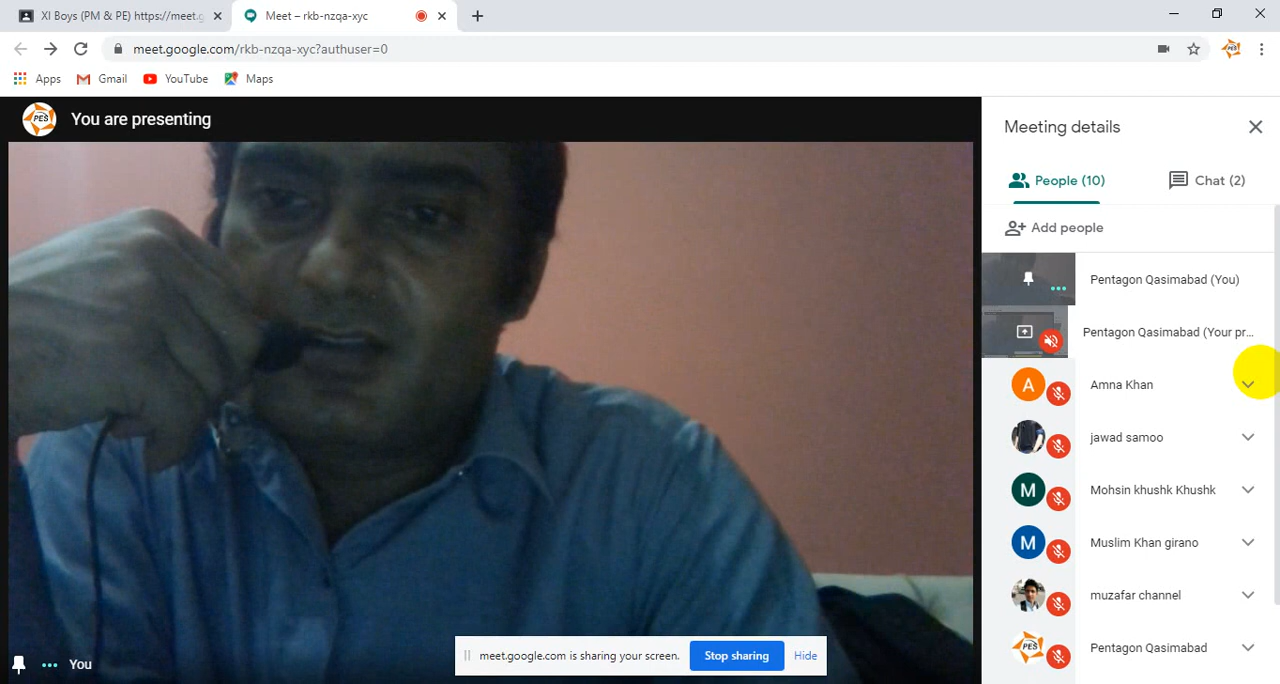 XI Boys (PM & PE) https://meet.g
Meet – rkb-nzqa-xyc
meet.google.com/rkb-nzqa-xyc?authuser=0
PES
Apps
Gmail
YouTube
Maps
PES
You are presenting
Meeting details
People (10)
Chat (2)
Add people
Pentagon Qasimabad (You)
Pentagon Qasimabad (Your pr...
A
Amna Khan
jawad samoo
M
Mohsin khushk Khushk
M
Muslim Khan girano
muzafar channel
PES
Pentagon Qasimabad
You
meet.google.com is sharing your screen.
Stop sharing
Hide